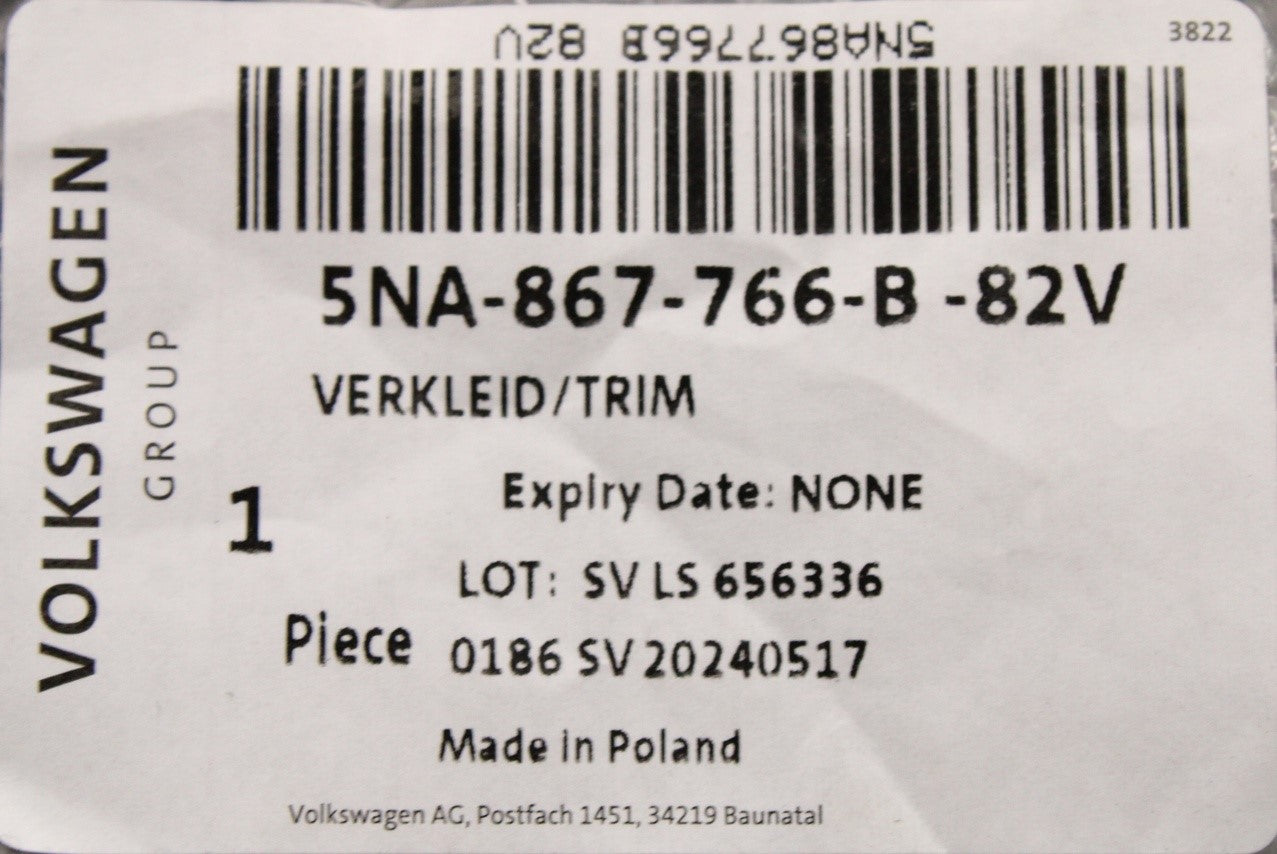 3822
5NA867766B 82V
5NA-867-766-B -82V
VERKLEID/TRIM
VOLKSWAGEN
GROUP
1
Piece
Expiry Date: NONE
LOT: SV LS 656336
0186 SV 20240517
Made in Poland
Volkswagen AG, Postfach 1451, 34219 Baunatal